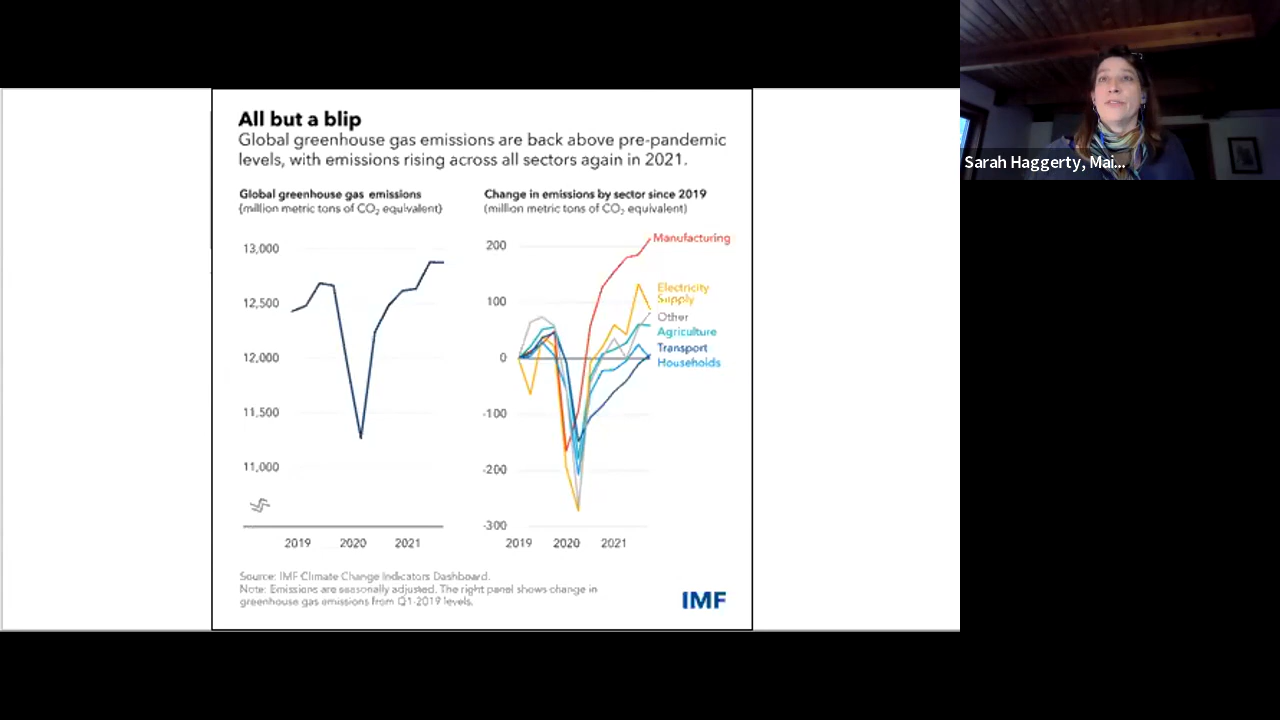 All but a blip
Global greenhouse gas emissions are back above pre-pandemic
levels, with emissions rising across all sectors again in 2021.
Global greenhouse gas emissions
(million metric tons of CO₂ equivalent)
13,000
12,500
12,000
11,500
11,000
2019 2020 2021
Change in emissions by sector since 2019
(million metric tons of CO₂ equivalent)
200
100
0
-100
-200
-300
2019 2020 2021
Manufacturing
Electricity
Supply
Other
Agriculture
Transport
Households
Source: IMF Climate Change Indicators Dashboard.
Note: Emissions are seasonally adjusted. The right panel shows change in
greenhouse gas emissions from Q1-2019 levels.
IMF
Sarah Haggerty, Mai...